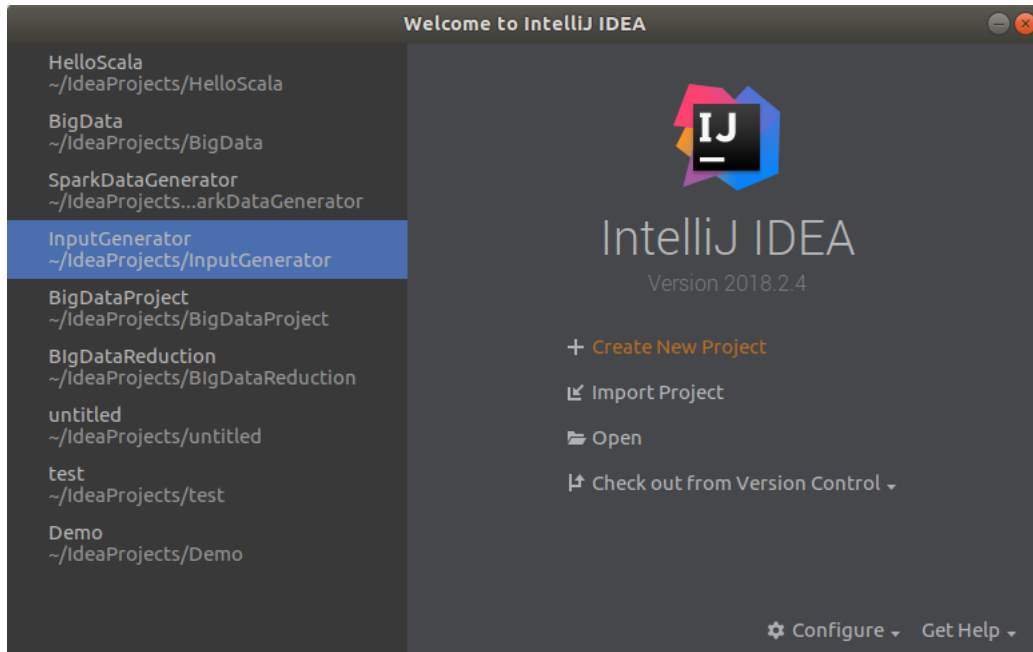 Welcome to IntelliJ IDEA
HelloScala
~/IdeaProjects/HelloScala
BigData
~/IdeaProjects/BigData
SparkDataGenerator
~/IdeaProjects...arkDataGenerator
InputGenerator
~/IdeaProjects/InputGenerator
BigDataProject
~/IdeaProjects/BigDataProject
BIgDataReduction
~/IdeaProjects/BIgDataReduction
untitled
~/IdeaProjects/untitled
test
~/IdeaProjects/test
Demo
~/IdeaProjects/Demo
IJ
IntelliJ IDEA
Version 2018.2.4
Create New Project
Import Project
Open
Check out from Version Control
Configure Get Help